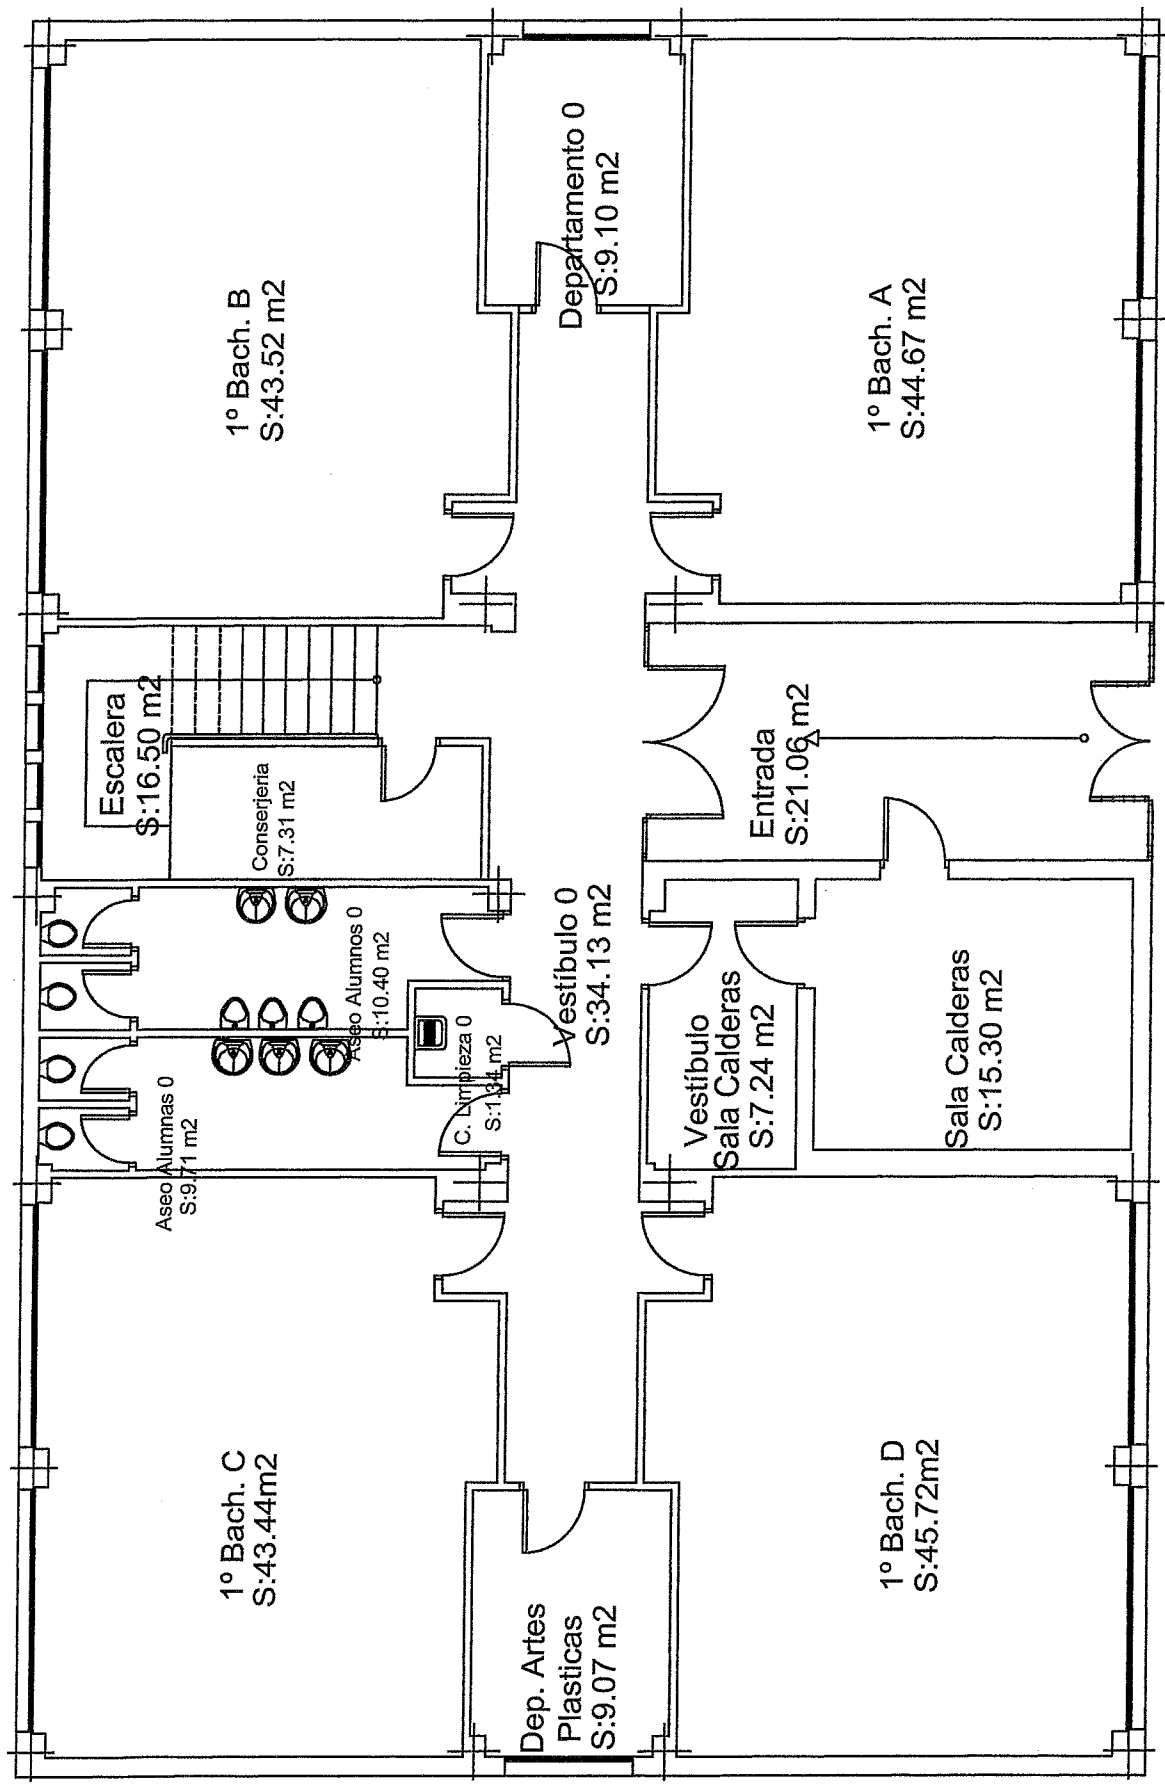 1º Bach. B
S:43.52 m2
Departamento 0
S:9.10 m2
1º Bach. A
S:44.67 m2
Escalera
S:16.50 m2
Conserjeria
S:7.31 m2
Entrada
S:21.06 m2
Aseo Alumnos 0
S:10.40 m2
Aseo Alumnas 0
S:9.71 m2
C. Limpieza 0
S:1.34 m2
Vestíbulo 0
S:34.13 m2
Vestíbulo
Sala Calderas
S:7.24 m2
Sala Calderas
S:15.30 m2
1º Bach. C
S:43.44m2
Dep. Artes
Plasticas
S:9.07 m2
1º Bach. D
S:45.72m2